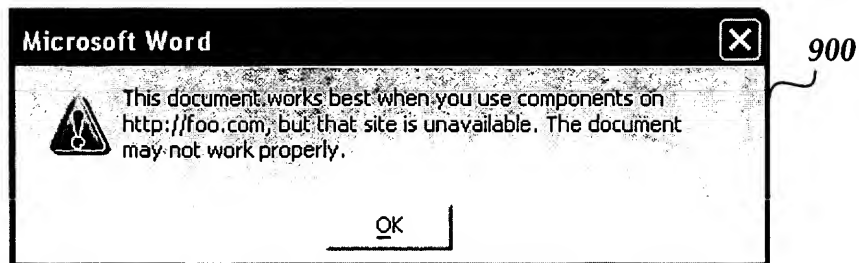 Microsoft Word
900
This document works best when you use components on
http://foo.com, but that site is unavailable. The document
may not work properly.
OK